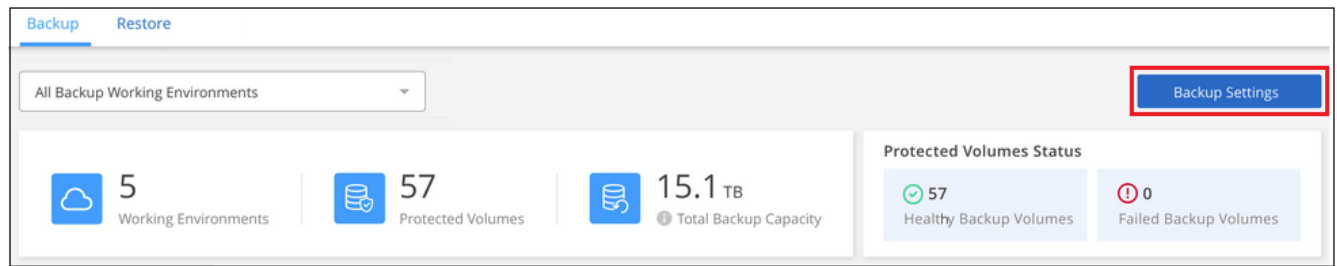 Backup Restore
All Backup Working Environments
Backup Settings
5
Working Environments
57
Protected Volumes
15.1 TB
Total Backup Capacity
Protected Volumes Status
57
Healthy Backup Volumes
0
Failed Backup Volumes